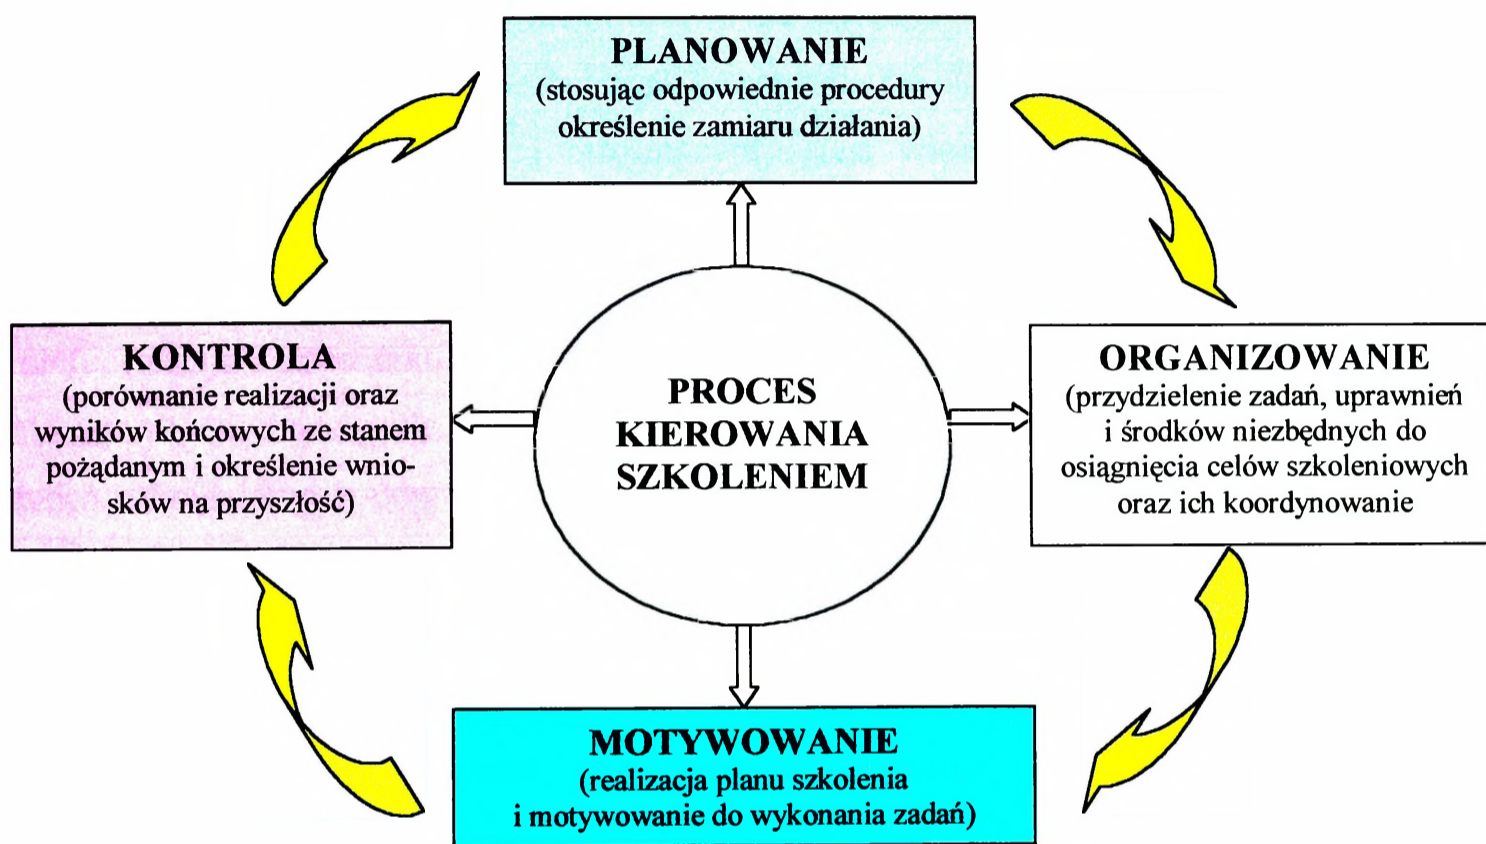 PLANOWANIE
(stosując odpowiednie procedury
określenie zamiaru działania)
KONTROLA
(porównanie realizacji oraz
wyników końcowych ze stanem
pożądanym i określenie wnio-
sków na przyszłość)
PROCES
KIEROWANIA
SZKOLENIEM
ORGANIZOWANIE
(przydzielenie zadań, uprawnień
i środków niezbędnych do
osiągnięcia celów szkoleniowych
oraz ich koordynowanie
MOTYWOWANIE
(realizacja planu szkolenia
i motywowanie do wykonania zadań)